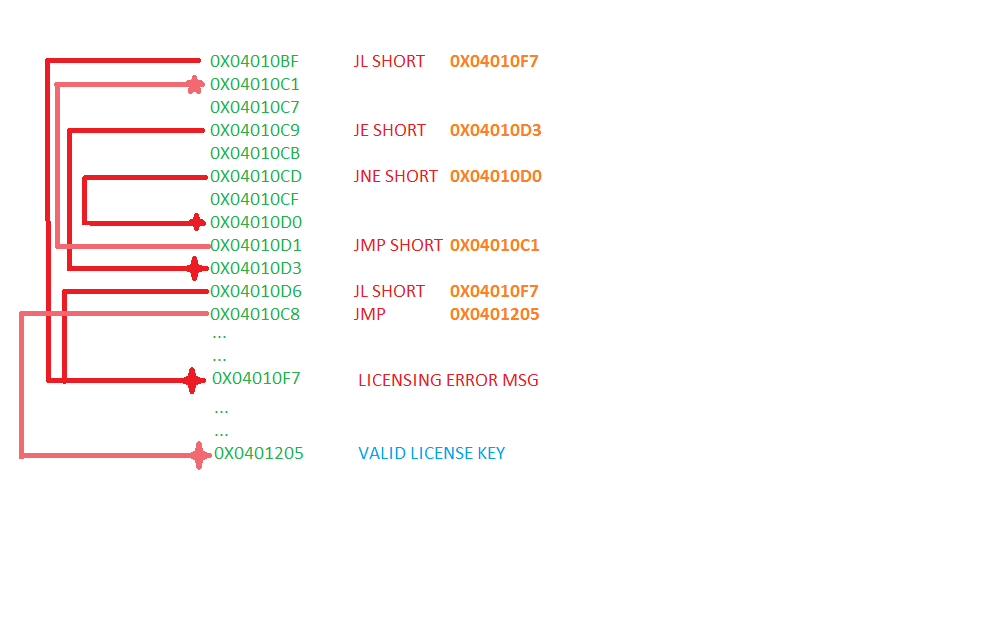 0X04010BF JL SHORT 0X04010F7
0X04010C1
0X04010C7
0X04010C9 JE SHORT 0X04010D3
0X04010CB
0X04010CD JNE SHORT 0X04010D0
0X04010CF
0X04010D0
0X04010D1 JMP SHORT 0X04010C1
0X04010D3
0X04010D6 JL SHORT 0X04010F7
0X04010C8 JMP 0X0401205
...
...
0X04010F7 LICENSING ERROR MSG
...
...
0X0401205 VALID LICENSE KEY